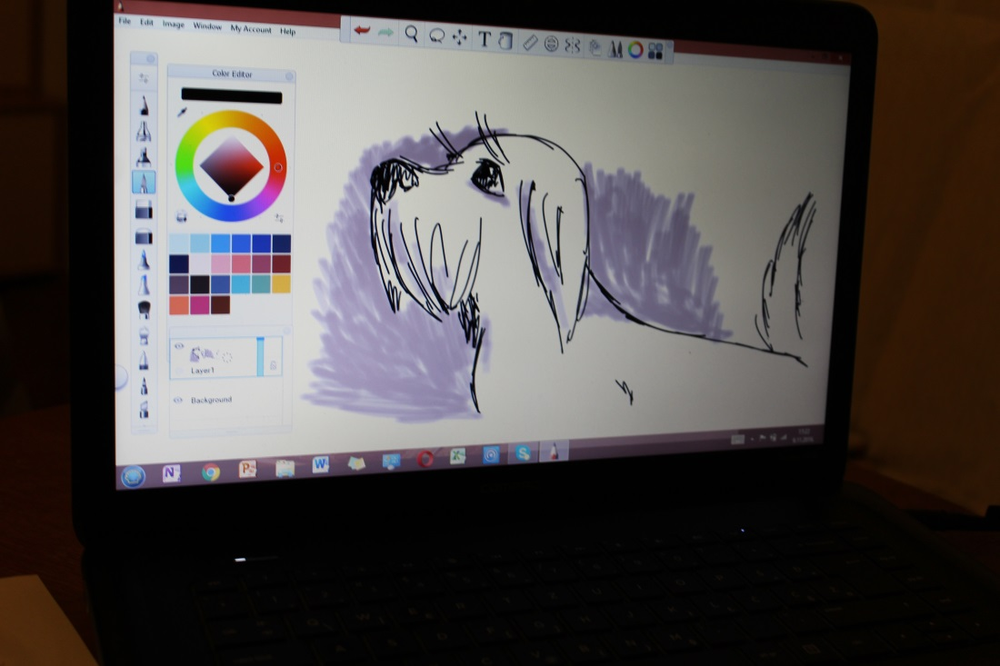 File Edit Image Window My Account Help
T
Color Editor
Layer1
Background
N P W X S